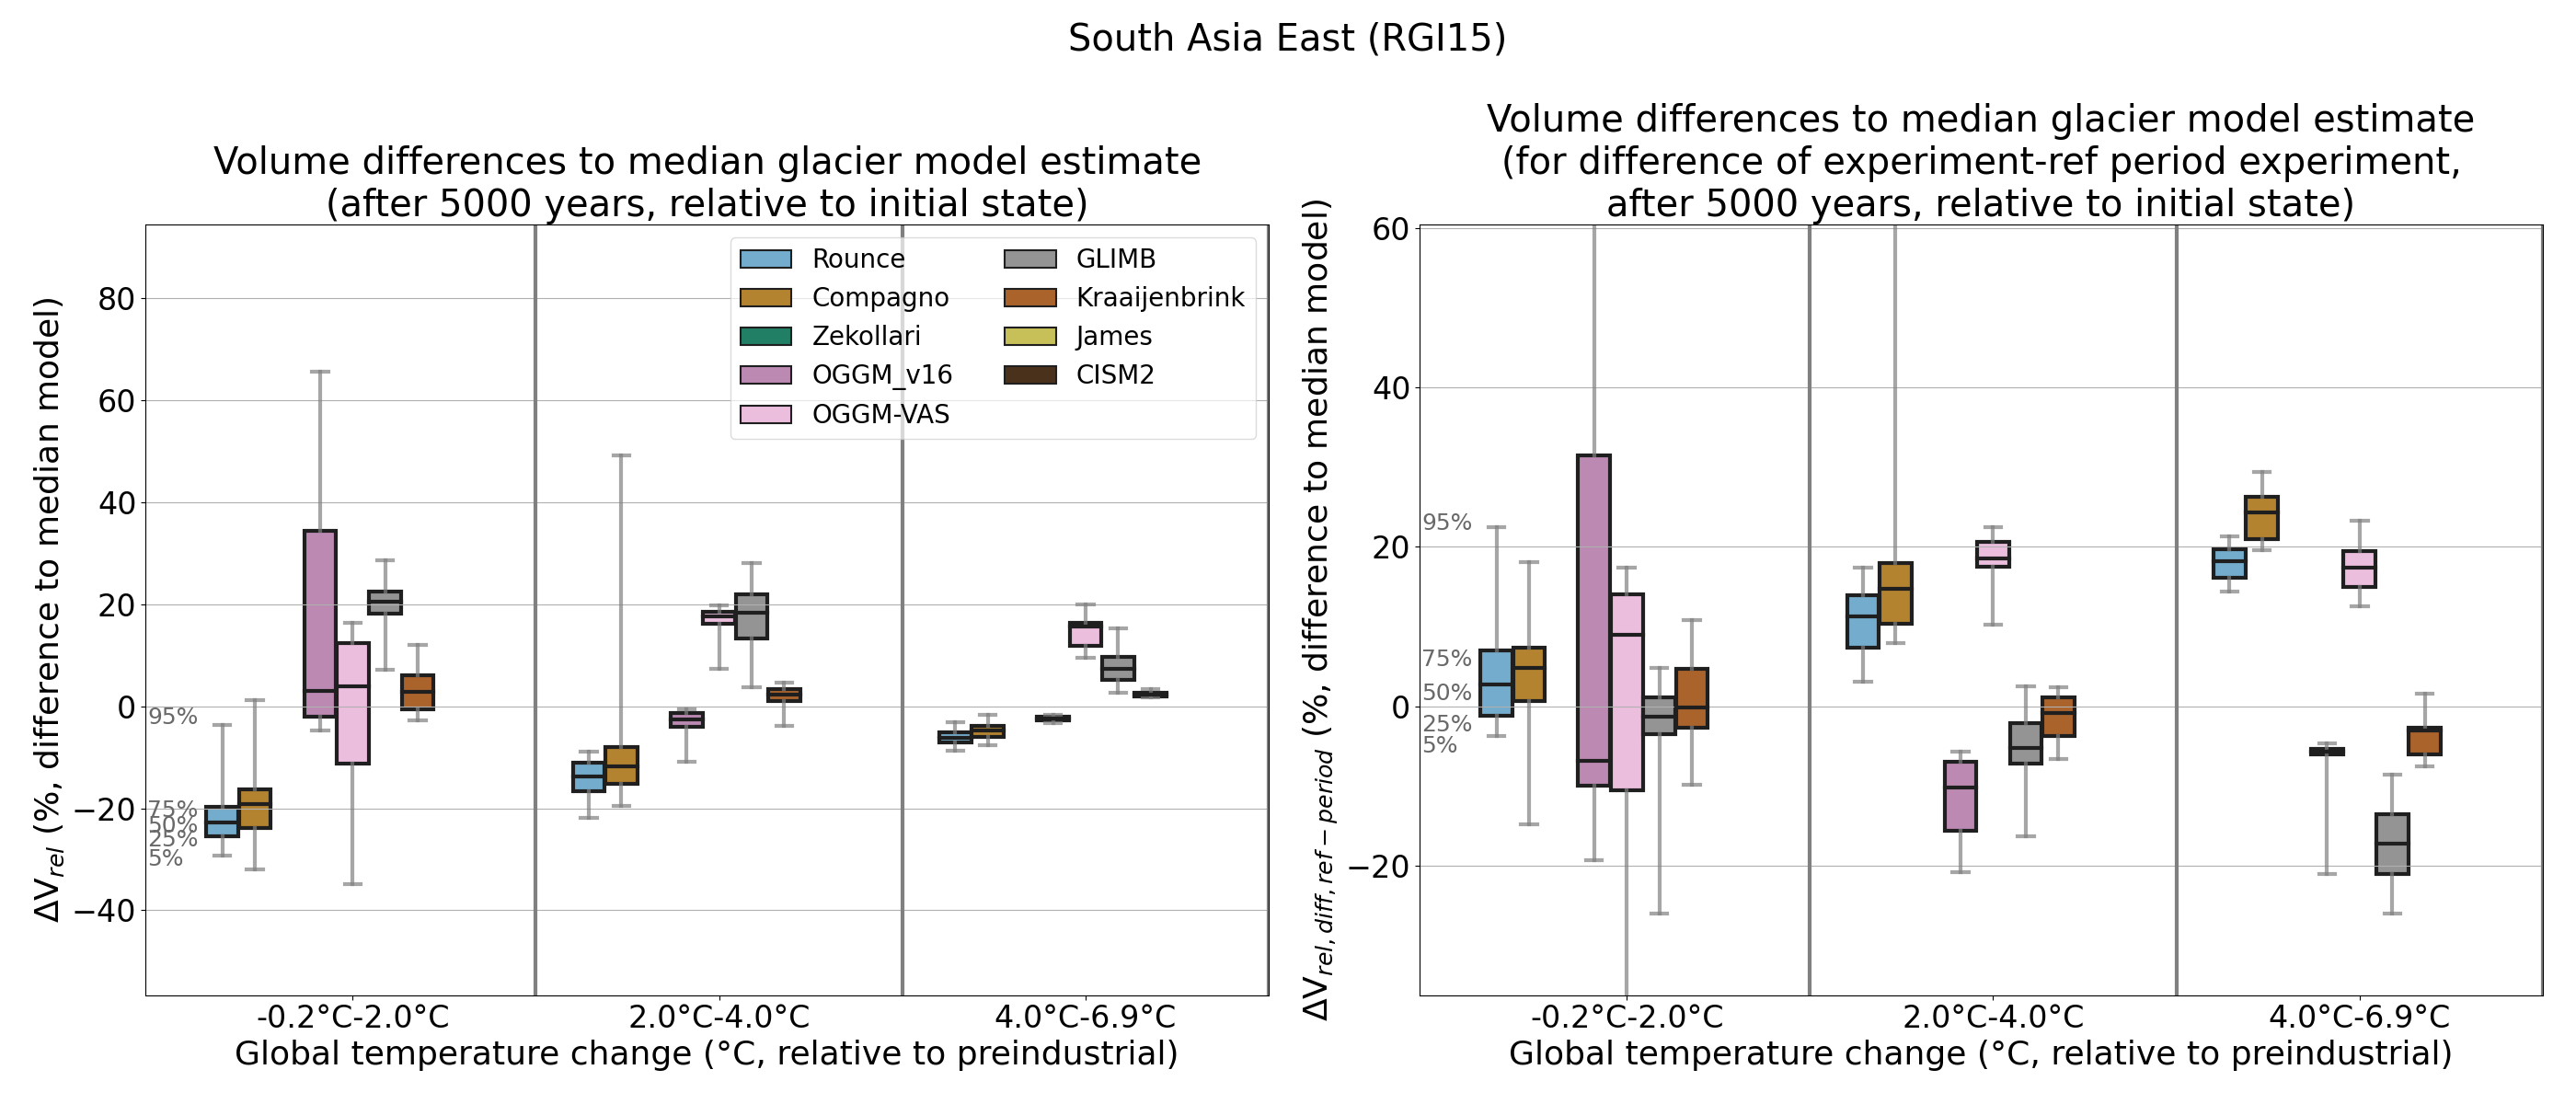 South Asia East (RGI15)
Volume differences to median glacier model estimate
(after 5000 years, relative to initial state)
ΔV_rel (%, difference to median model)
80
60
40
20
0
−20
−40
95%
75%
50%
25%
5%
Rounce
Compagno
Zekollari
OGGM_v16
OGGM-VAS
GLIMB
Kraaijenbrink
James
CISM2
-0.2°C-2.0°C
2.0°C-4.0°C
4.0°C-6.9°C
Global temperature change (°C, relative to preindustrial)
Volume differences to median glacier model estimate
(for difference of experiment-ref period experiment,
after 5000 years, relative to initial state)
ΔV_rel, diff, ref − period (%, difference to median model)
60
40
20
0
−20
95%
75%
50%
25%
5%
-0.2°C-2.0°C
2.0°C-4.0°C
4.0°C-6.9°C
Global temperature change (°C, relative to preindustrial)